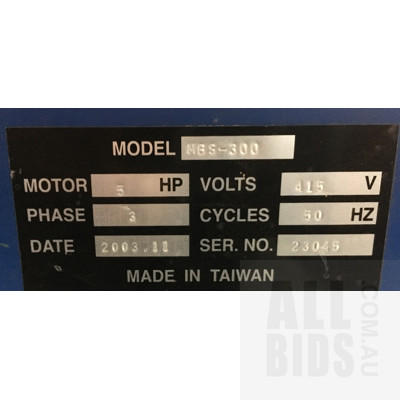 MODEL MBS-300
MOTOR 5 HP VOLTS 415 V
PHASE 3 CYCLES 50 HZ
DATE 2003.11 SER. NO. 23045
MADE IN TAIWAN
ALL
BIDS
.COM.AU